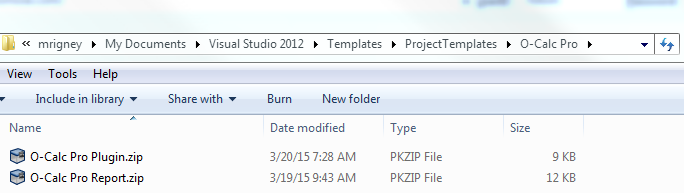 « mrigney ▸ My Documents ▸ Visual Studio 2012 ▸ Templates ▸ ProjectTemplates ▸ O-Calc Pro ▸
View Tools
Include in library Share with Burn New folder
Name Date modified Type Size
O-Calc Pro Plugin.zip 3/20/15 7:28 AM PKZIP File 9 KB
O-Calc Pro Report.zip 3/19/15 9:43 AM PKZIP File 12 KB